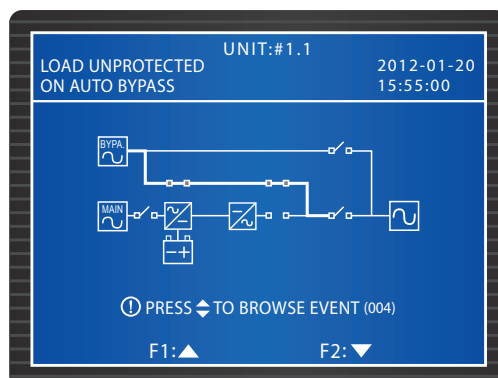 UNIT:#1.1
LOAD UNPROTECTED
ON AUTO BYPASS
2012-01-20
15:55:00
BYPA.
MAIN
PRESS TO BROWSE EVENT (004)
F1:
F2: